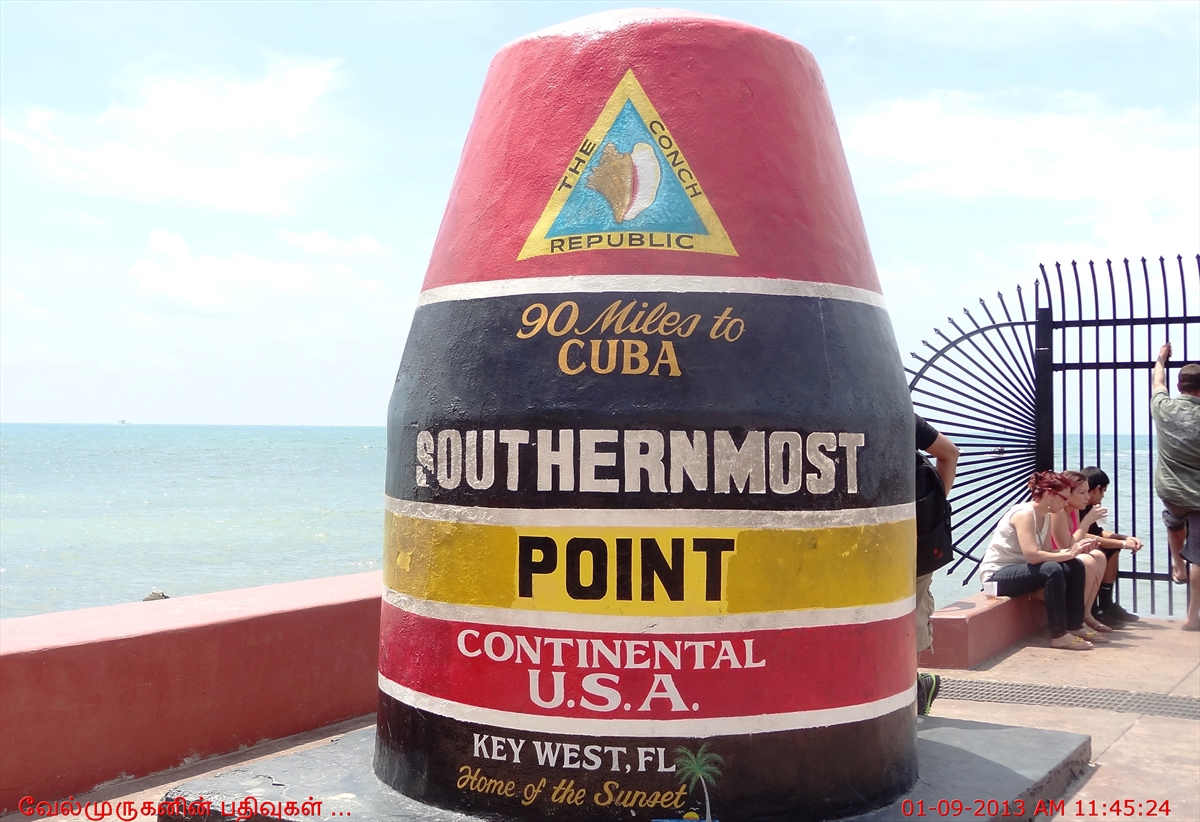 THE CONCH
REPUBLIC
90 Miles to
CUBA
SOUTHERNMOST
POINT
CONTINENTAL
U.S.A.
KEY WEST, FL
Home of the Sunset
வேல்முருகனின் பதிவுகள் ...
01-09-2013 AM 11:45:24